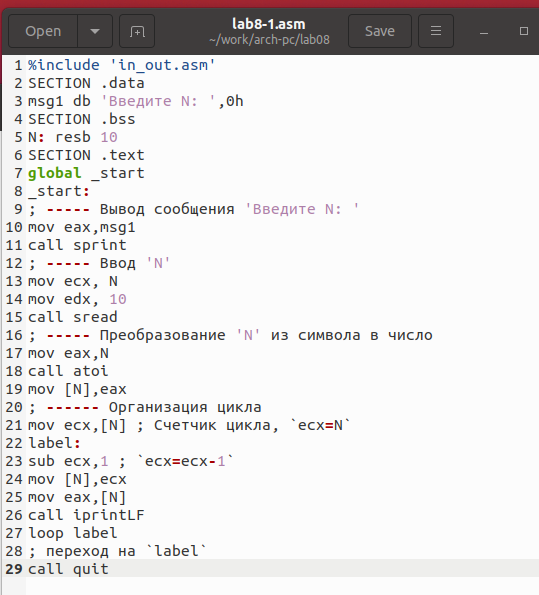 lab8-1.asm
Open
~/work/arch-pc/lab08
Save
1 %include 'in_out.asm'
2 SECTION .data
3 msg1 db 'Введите N: ',0h
4 SECTION .bss
5 N: resb 10
6 SECTION .text
7 global _start
8 _start:
9 ; ----- Вывод сообщения 'Введите N: '
10 mov eax,msg1
11 call sprint
12 ; ----- Ввод 'N'
13 mov ecx, N
14 mov edx, 10
15 call sread
16 ; ----- Преобразование 'N' из символа в число
17 mov eax,N
18 call atoi
19 mov [N],eax
20 ; ------ Организация цикла
21 mov ecx,[N] ; Счетчик цикла, `ecx=N`
22 label:
23 sub ecx,1 ; `ecx=ecx-1`
24 mov [N],ecx
25 mov eax,[N]
26 call iprintLF
27 loop label
28 ; переход на `label`
29 call quit